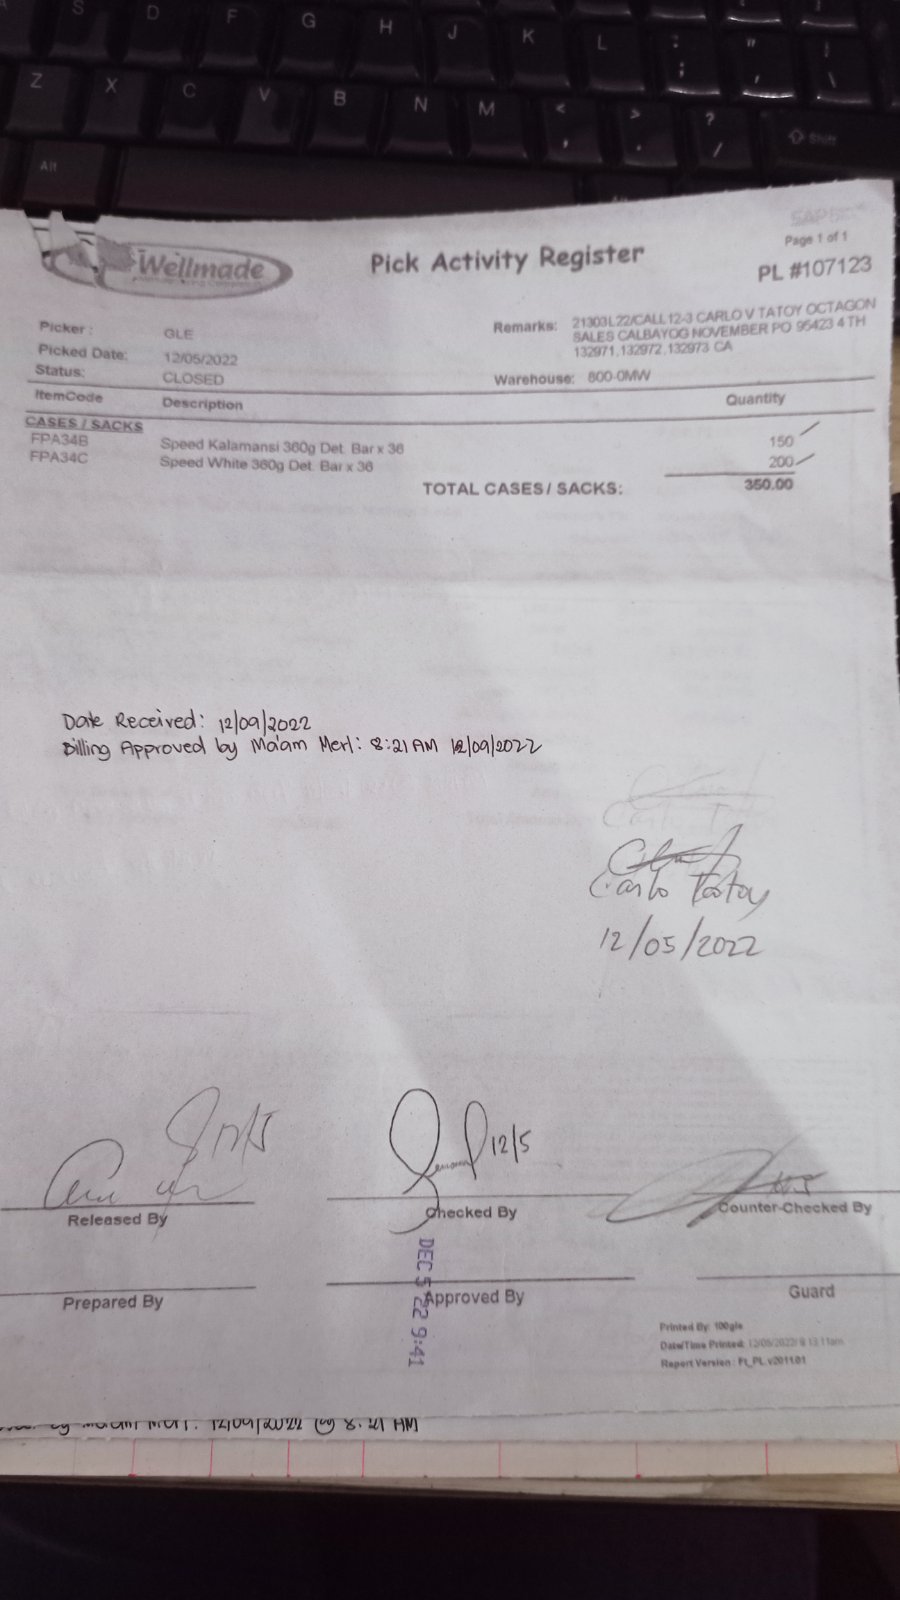 S D F G H J K L : ; " ' 
Z X C V B N M < , > . ? / Shift
Alt
Page 1 of 1
Wellmade
Pick Activity Register
PL #107123
Picker : GLE
Remarks: 21303L22/CALL 12-3 CARLO V TATOY OCTAGON
SALES CALBAYOG NOVEMBER PO 95423 4 TH
132971,132972,132973 CA
Picked Date: 12/05/2022
Status: CLOSED
Warehouse: 800-0MW
ItemCode Description Quantity
CASES / SACKS
FPA34B Speed Kalamansi 360g Det. Bar x 36 150
FPA34C Speed White 360g Det. Bar x 36 200
TOTAL CASES/ SACKS: 350.00
Date Received: 12/09/2022
Billing Approved by Ma'am Merl: 8:21 AM 12/09/2022
Carlo Tatoy
12/05/2022
12/5
Released By Checked By Counter-Checked By
DEC 5 22 9:41
Prepared By Approved By Guard
Printed By: 100gle
Date/Time Printed: 12/05/2022/ 9:13:11am
Report Version : Ft_PL.v2011.01
by Ma'am Merl: 12/09/2022 @ 8:21 AM